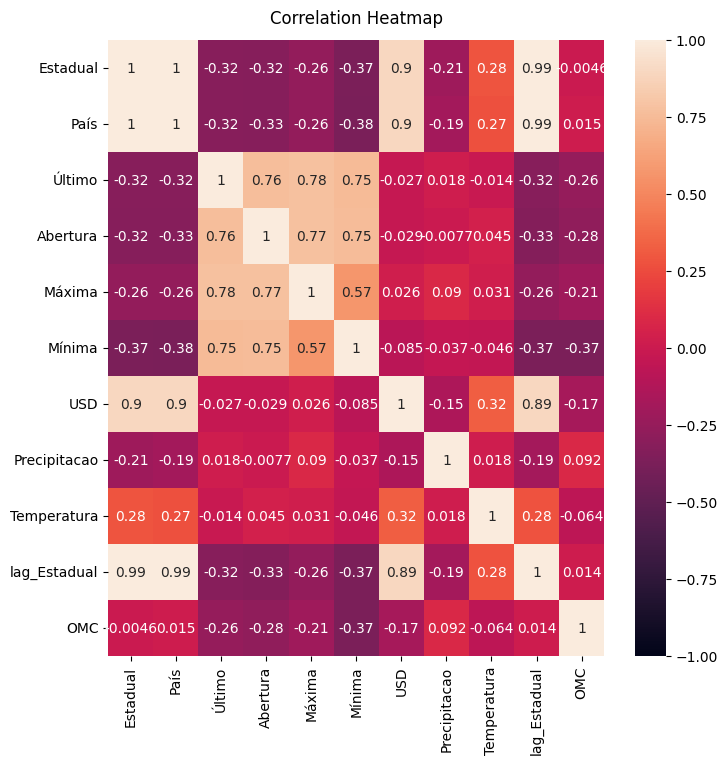 Correlation Heatmap
Estadual 1 1 -0.32 -0.32 -0.26 -0.37 0.9 -0.21 0.28 0.99 -0.0046
País 1 1 -0.32 -0.33 -0.26 -0.38 0.9 -0.19 0.27 0.99 0.015
Último -0.32 -0.32 1 0.76 0.78 0.75 -0.027 0.018 -0.014 -0.32 -0.26
Abertura -0.32 -0.33 0.76 1 0.77 0.75 -0.029 -0.0077 0.045 -0.33 -0.28
Máxima -0.26 -0.26 0.78 0.77 1 0.57 0.026 0.09 0.031 -0.26 -0.21
Mínima -0.37 -0.38 0.75 0.75 0.57 1 -0.085 -0.037 -0.046 -0.37 -0.37
USD 0.9 0.9 -0.027 -0.029 0.026 -0.085 1 -0.15 0.32 0.89 -0.17
Precipitacao -0.21 -0.19 0.018 -0.0077 0.09 -0.037 -0.15 1 0.018 -0.19 0.092
Temperatura 0.28 0.27 -0.014 0.045 0.031 -0.046 0.32 0.018 1 0.28 -0.064
lag_Estadual 0.99 0.99 -0.32 -0.33 -0.26 -0.37 0.89 -0.19 0.28 1 0.014
OMC -0.0046 0.015 -0.26 -0.28 -0.21 -0.37 -0.17 0.092 -0.064 0.014 1
Estadual País Último Abertura Máxima Mínima USD Precipitacao Temperatura lag_Estadual OMC
1.00
0.75
0.50
0.25
0.00
−0.25
−0.50
−0.75
−1.00